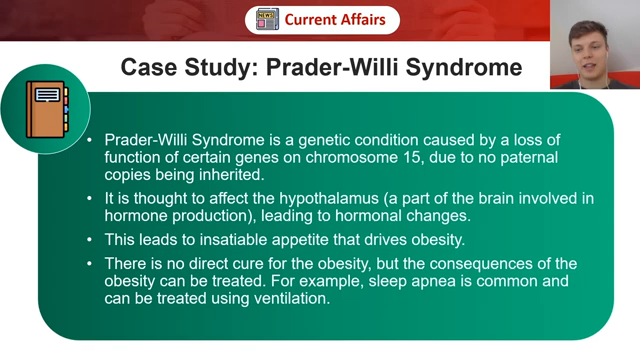 NEWS
Current Affairs
Case Study: Prader-Willi Syndrome
• Prader-Willi Syndrome is a genetic condition caused by a loss of
function of certain genes on chromosome 15, due to no paternal
copies being inherited.
• It is thought to affect the hypothalamus (a part of the brain involved in
hormone production), leading to hormonal changes.
• This leads to insatiable appetite that drives obesity.
• There is no direct cure for the obesity, but the consequences of the
obesity can be treated. For example, sleep apnea is common and
can be treated using ventilation.